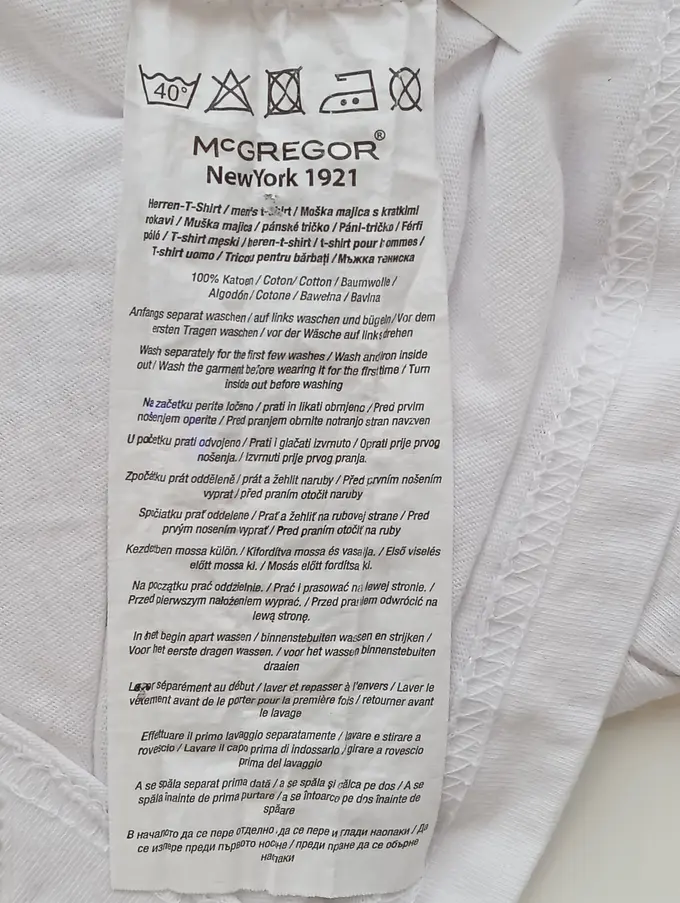 40°
McGREGOR®
NewYork 1921
Herren-T-Shirt / men's t-shirt / Moška majica s kratkimi
rokavi / Muška majica / pánské tričko / Páni-tričko / Férfi
póló / T-shirt męski / heren-t-shirt / t-shirt pour hommes /
T-shirt uomo / Tricou pentru bărbați / Мъжка тениска
100% Katoen / Coton/ Cotton / Baumwolle /
Algodón / Cotone / Bawełna / Bavlna
Anfangs separat waschen / auf links waschen und bügeln / Vor dem
ersten Tragen waschen / vor der Wäsche auf links drehen
Wash separately for the first few washes / Wash and iron inside
out / Wash the garment before wearing it for the first time / Turn
inside out before washing
Na začetku perite ločeno / prati in likati obrnjeno / Pred prvim
nošenjem operite / Pred pranjem obrnite notranjo stran navzven
U početku prati odvojeno / Prati i glačati izvrnuto / Oprati prije prvog
nošenja. / Izvrnuti prije prvog pranja.
Zpočátku prát odděleně / prát a žehlit naruby / Před prvním nošením
vyprat / před praním otočit naruby
Spočiatku prať oddelene / Prať a žehliť na rubovej strane / Pred
prvým nosením vyprať / Pred praním otočiť na ruby
Kezdetben mossa külön. / Kifordítva mossa és vasalja. / Első viselés
előtt mossa ki. / Mosás előtt fordítsa ki.
Na początku prać oddzielnie. / Prać i prasować na lewej stronie. /
Przed pierwszym nałożeniem wyprać. / Przed praniem odwrócić na
lewą stronę.
In het begin apart wassen / binnenstebuiten wassen en strijken /
Voor het eerste dragen wassen. / voor het wassen binnenstebuiten
draaien
Laver séparément au début / laver et repasser à l'envers / Laver le
vêtement avant de le porter pour la première fois / retourner avant
le lavage
Effettuare il primo lavaggio separatamente / lavare e stirare a
rovescio / Lavare il capo prima di indossarlo / girare a rovescio
prima del lavaggio
A se spăla separat prima dată / a se spăla și călca pe dos / A se
spăla înainte de prima purtare / a se întoarce pe dos înainte de
spălare
В началото да се пере отделно / да се пере и глади наопаки / Да
се изпере преди първото носене / преди пране да се обърне
наопаки